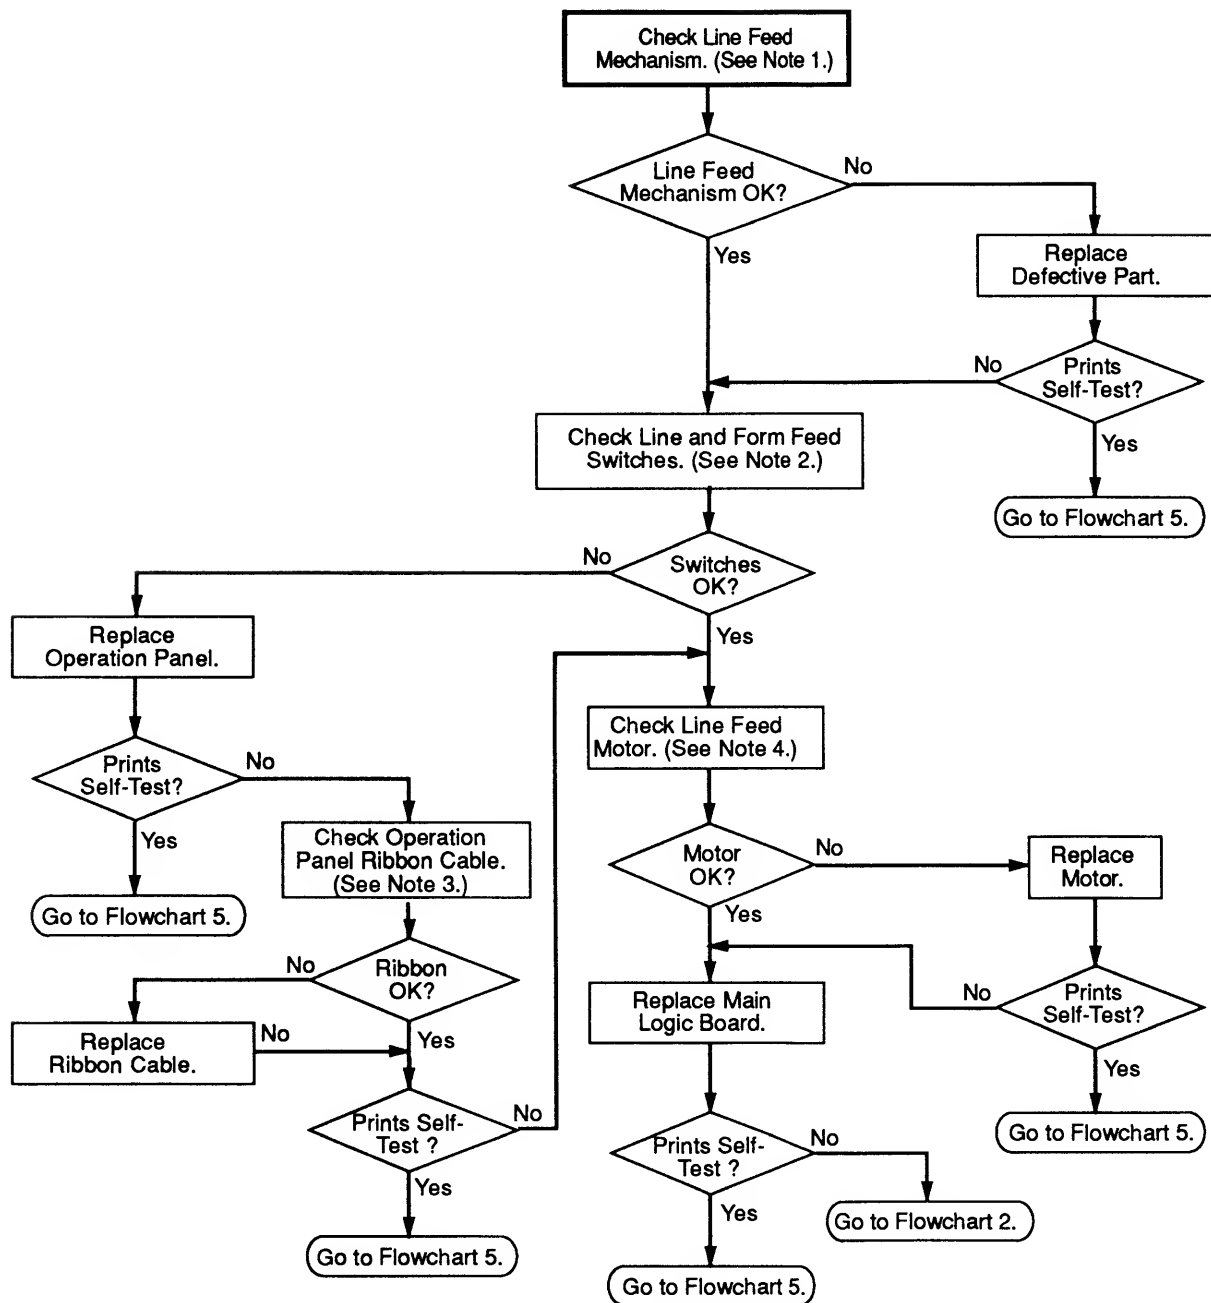 Check Line Feed
Mechanism. (See Note 1.)
Line Feed
Mechanism OK?
No
Yes
Replace
Defective Part.
Prints
Self-Test?
No
Yes
Go to Flowchart 5.
Check Line and Form Feed
Switches. (See Note 2.)
Switches
OK?
No
Yes
Replace
Operation Panel.
Prints
Self-Test?
No
Yes
Go to Flowchart 5.
Check Operation
Panel Ribbon Cable.
(See Note 3.)
Ribbon
OK?
No
Yes
Replace
Ribbon Cable.
No
Prints Self-
Test ?
No
Yes
Go to Flowchart 5.
Check Line Feed
Motor. (See Note 4.)
Motor
OK?
No
Yes
Replace
Motor.
Prints
Self-Test?
No
Yes
Go to Flowchart 5.
Replace Main
Logic Board.
Prints Self-
Test ?
No
Yes
Go to Flowchart 2.
Go to Flowchart 5.